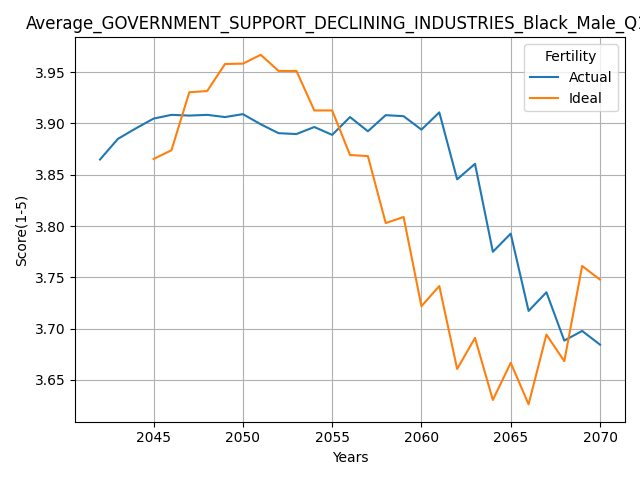 Average_GOVERNMENT_SUPPORT_DECLINING_INDUSTRIES_Black_Male_Q
Fertility
Actual
Ideal
Score(1-5)
3.95
3.90
3.85
3.80
3.75
3.70
3.65
2045 2050 2055 2060 2065 2070
Years